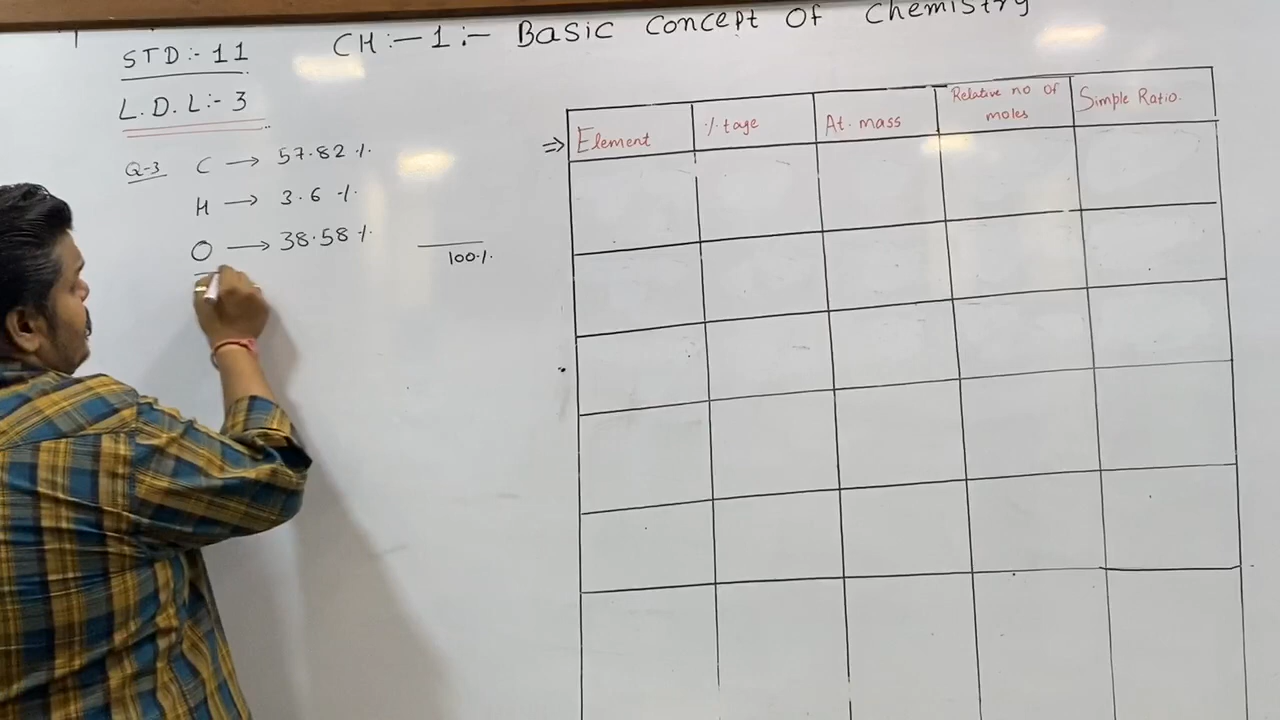 STD:- 11
CH:-1:- Basic Concept Of Chemistry
L.D.L:- 3
Q-3 C → 57.82 %.
H → 3.6 %.
O → 38.58 %.
100%.
⇒ Element %tage At. mass Relative no of moles Simple Ratio.